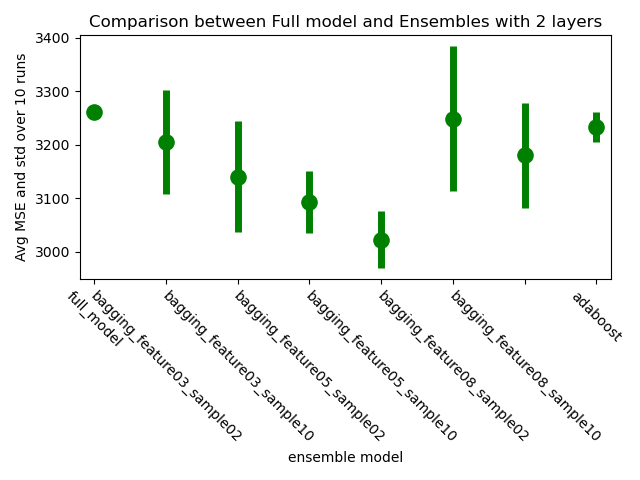 Comparison between Full model and Ensembles with 2 layers
Avg MSE and std over 10 runs
3400
3300
3200
3100
3000
full_model
bagging_feature03_sample02
bagging_feature03_sample10
bagging_feature05_sample02
bagging_feature05_sample10
bagging_feature08_sample02
bagging_feature08_sample10
adaboost
ensemble model